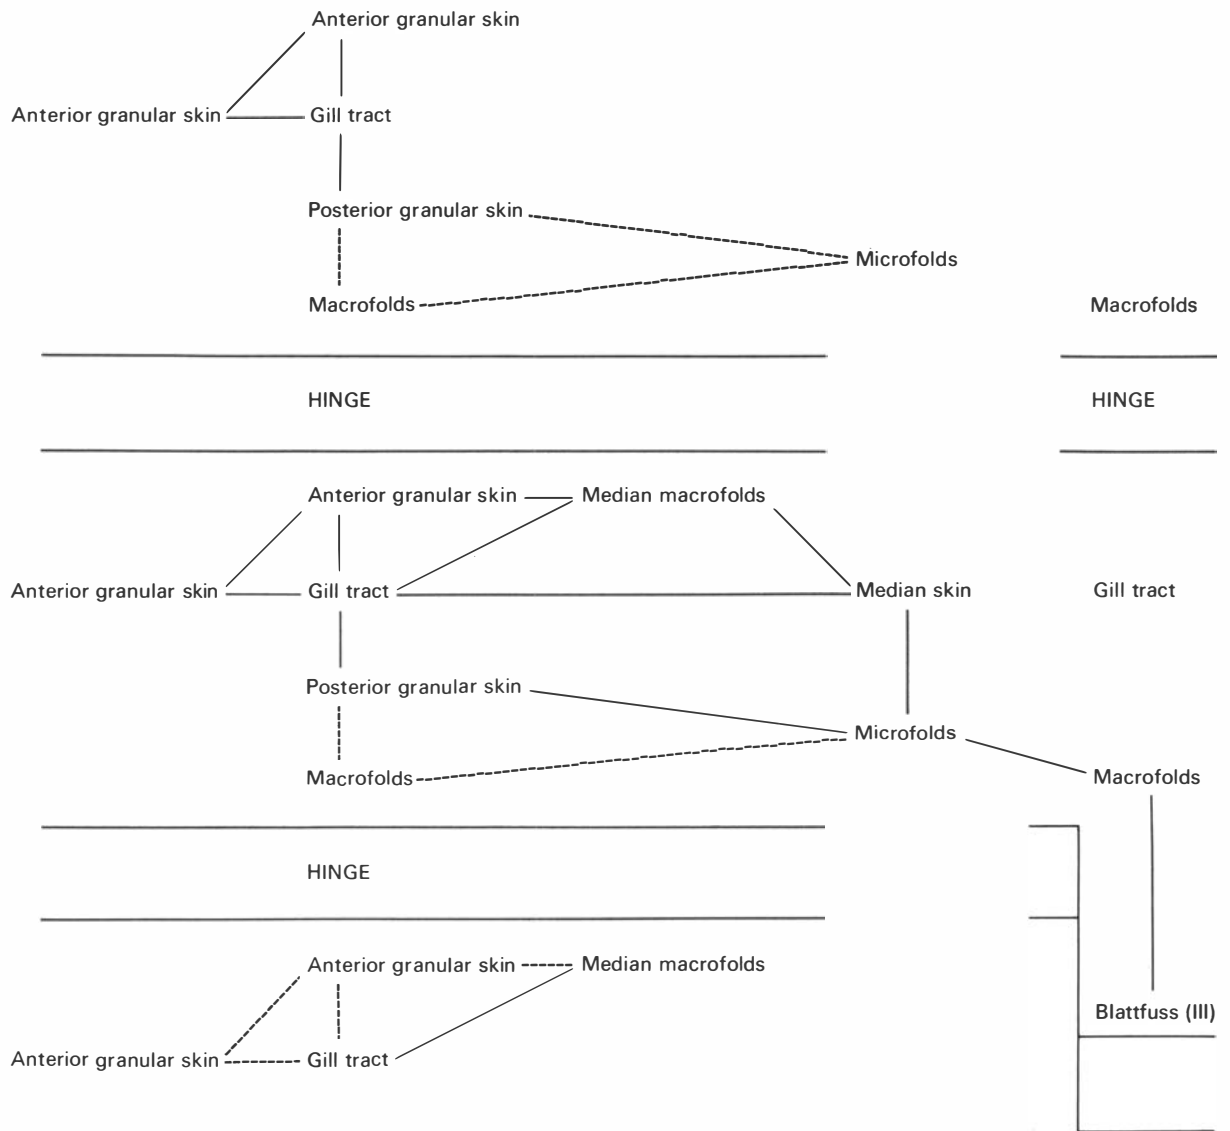 Anterior granular skin
Anterior granular skin
Gill tract
Posterior granular skin
Microfolds
Macrofolds
Macrofolds
HINGE
HINGE
Anterior granular skin
Median macrofolds
Anterior granular skin
Gill tract
Median skin
Gill tract
Posterior granular skin
Microfolds
Macrofolds
Macrofolds
HINGE
Anterior granular skin
Median macrofolds
Blattfuss (III)
Anterior granular skin
Gill tract